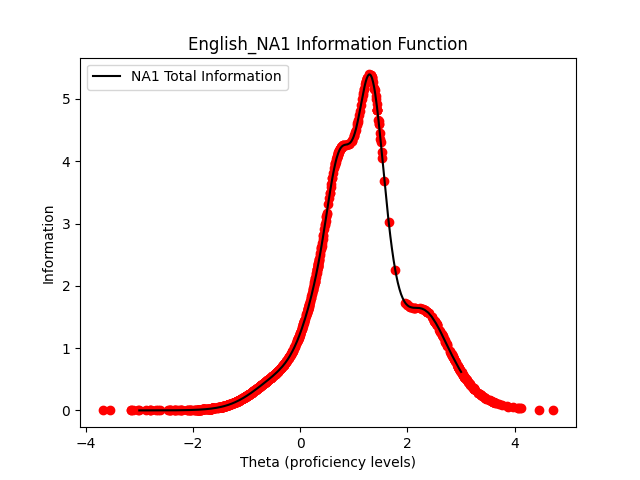 English_NA1 Information Function
NA1 Total Information
Information
5
4
3
2
1
0
−4
−2
0
2
4
Theta (proficiency levels)